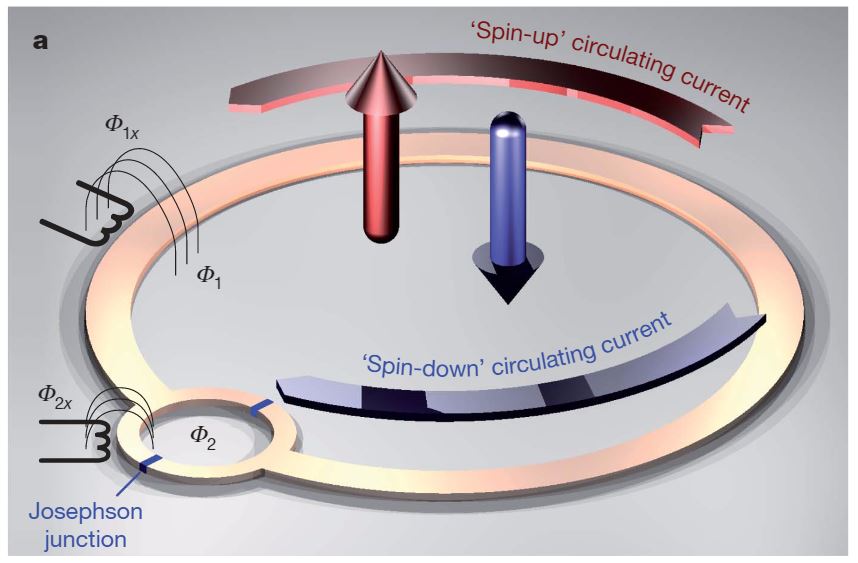 a
'Spin-up' circulating current
Φ1x
Φ1
'Spin-down' circulating current
Φ2x
Φ2
Josephson
junction